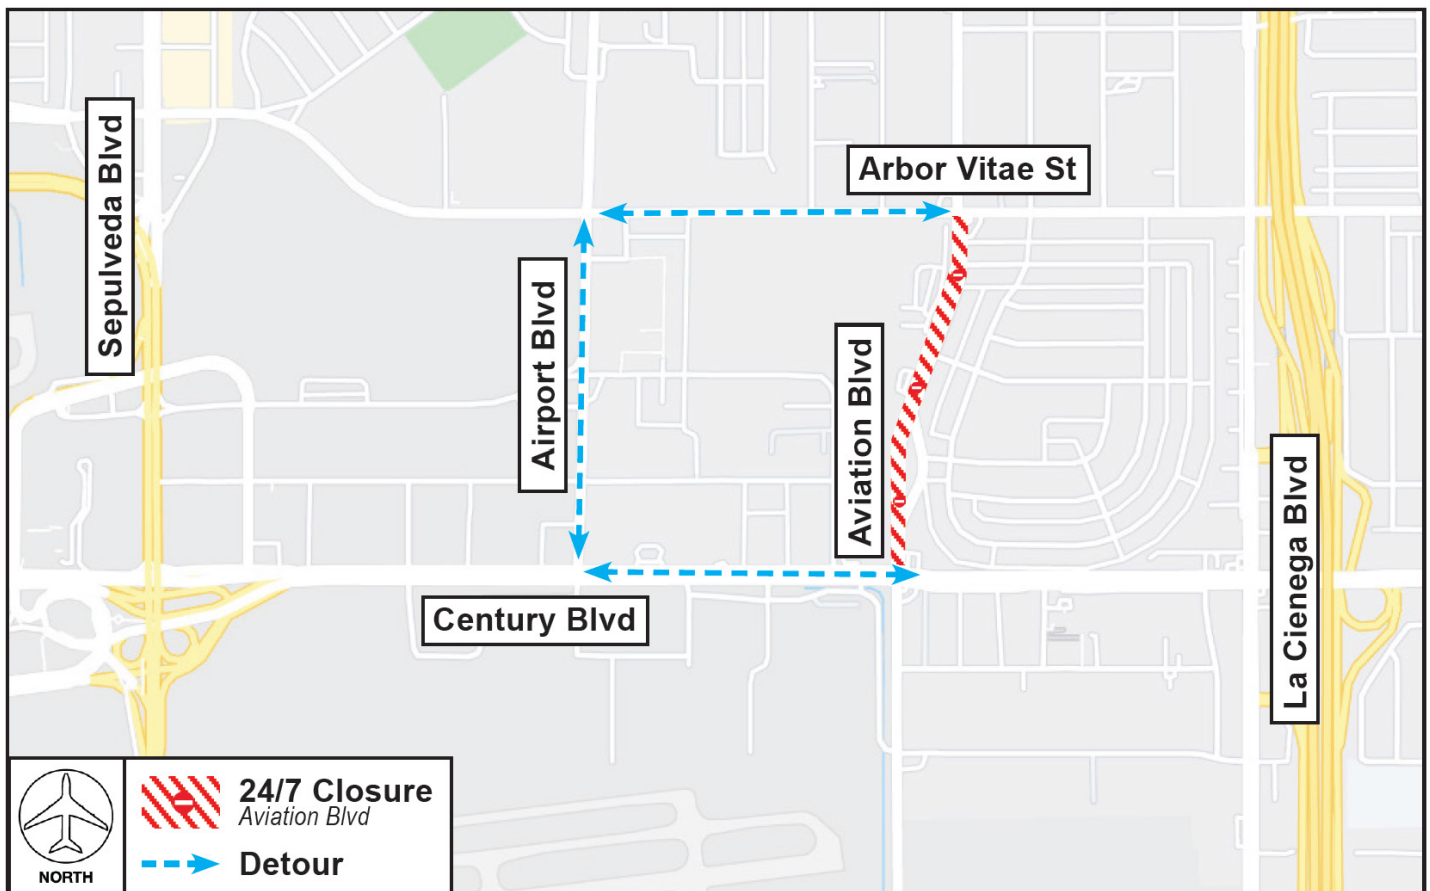 Sepulveda Blvd
Arbor Vitae St
Airport Blvd
Aviation Blvd
La Cienega Blvd
Century Blvd
24/7 Closure
Aviation Blvd
Detour
NORTH